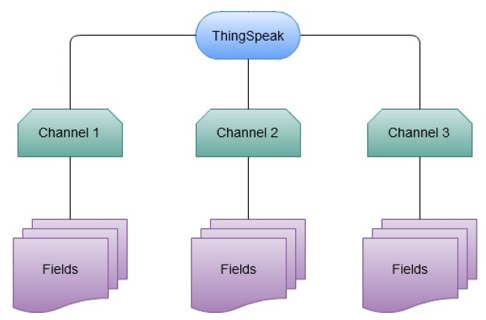 ThingSpeak
Channel 1
Channel 2
Channel 3
Fields
Fields
Fields